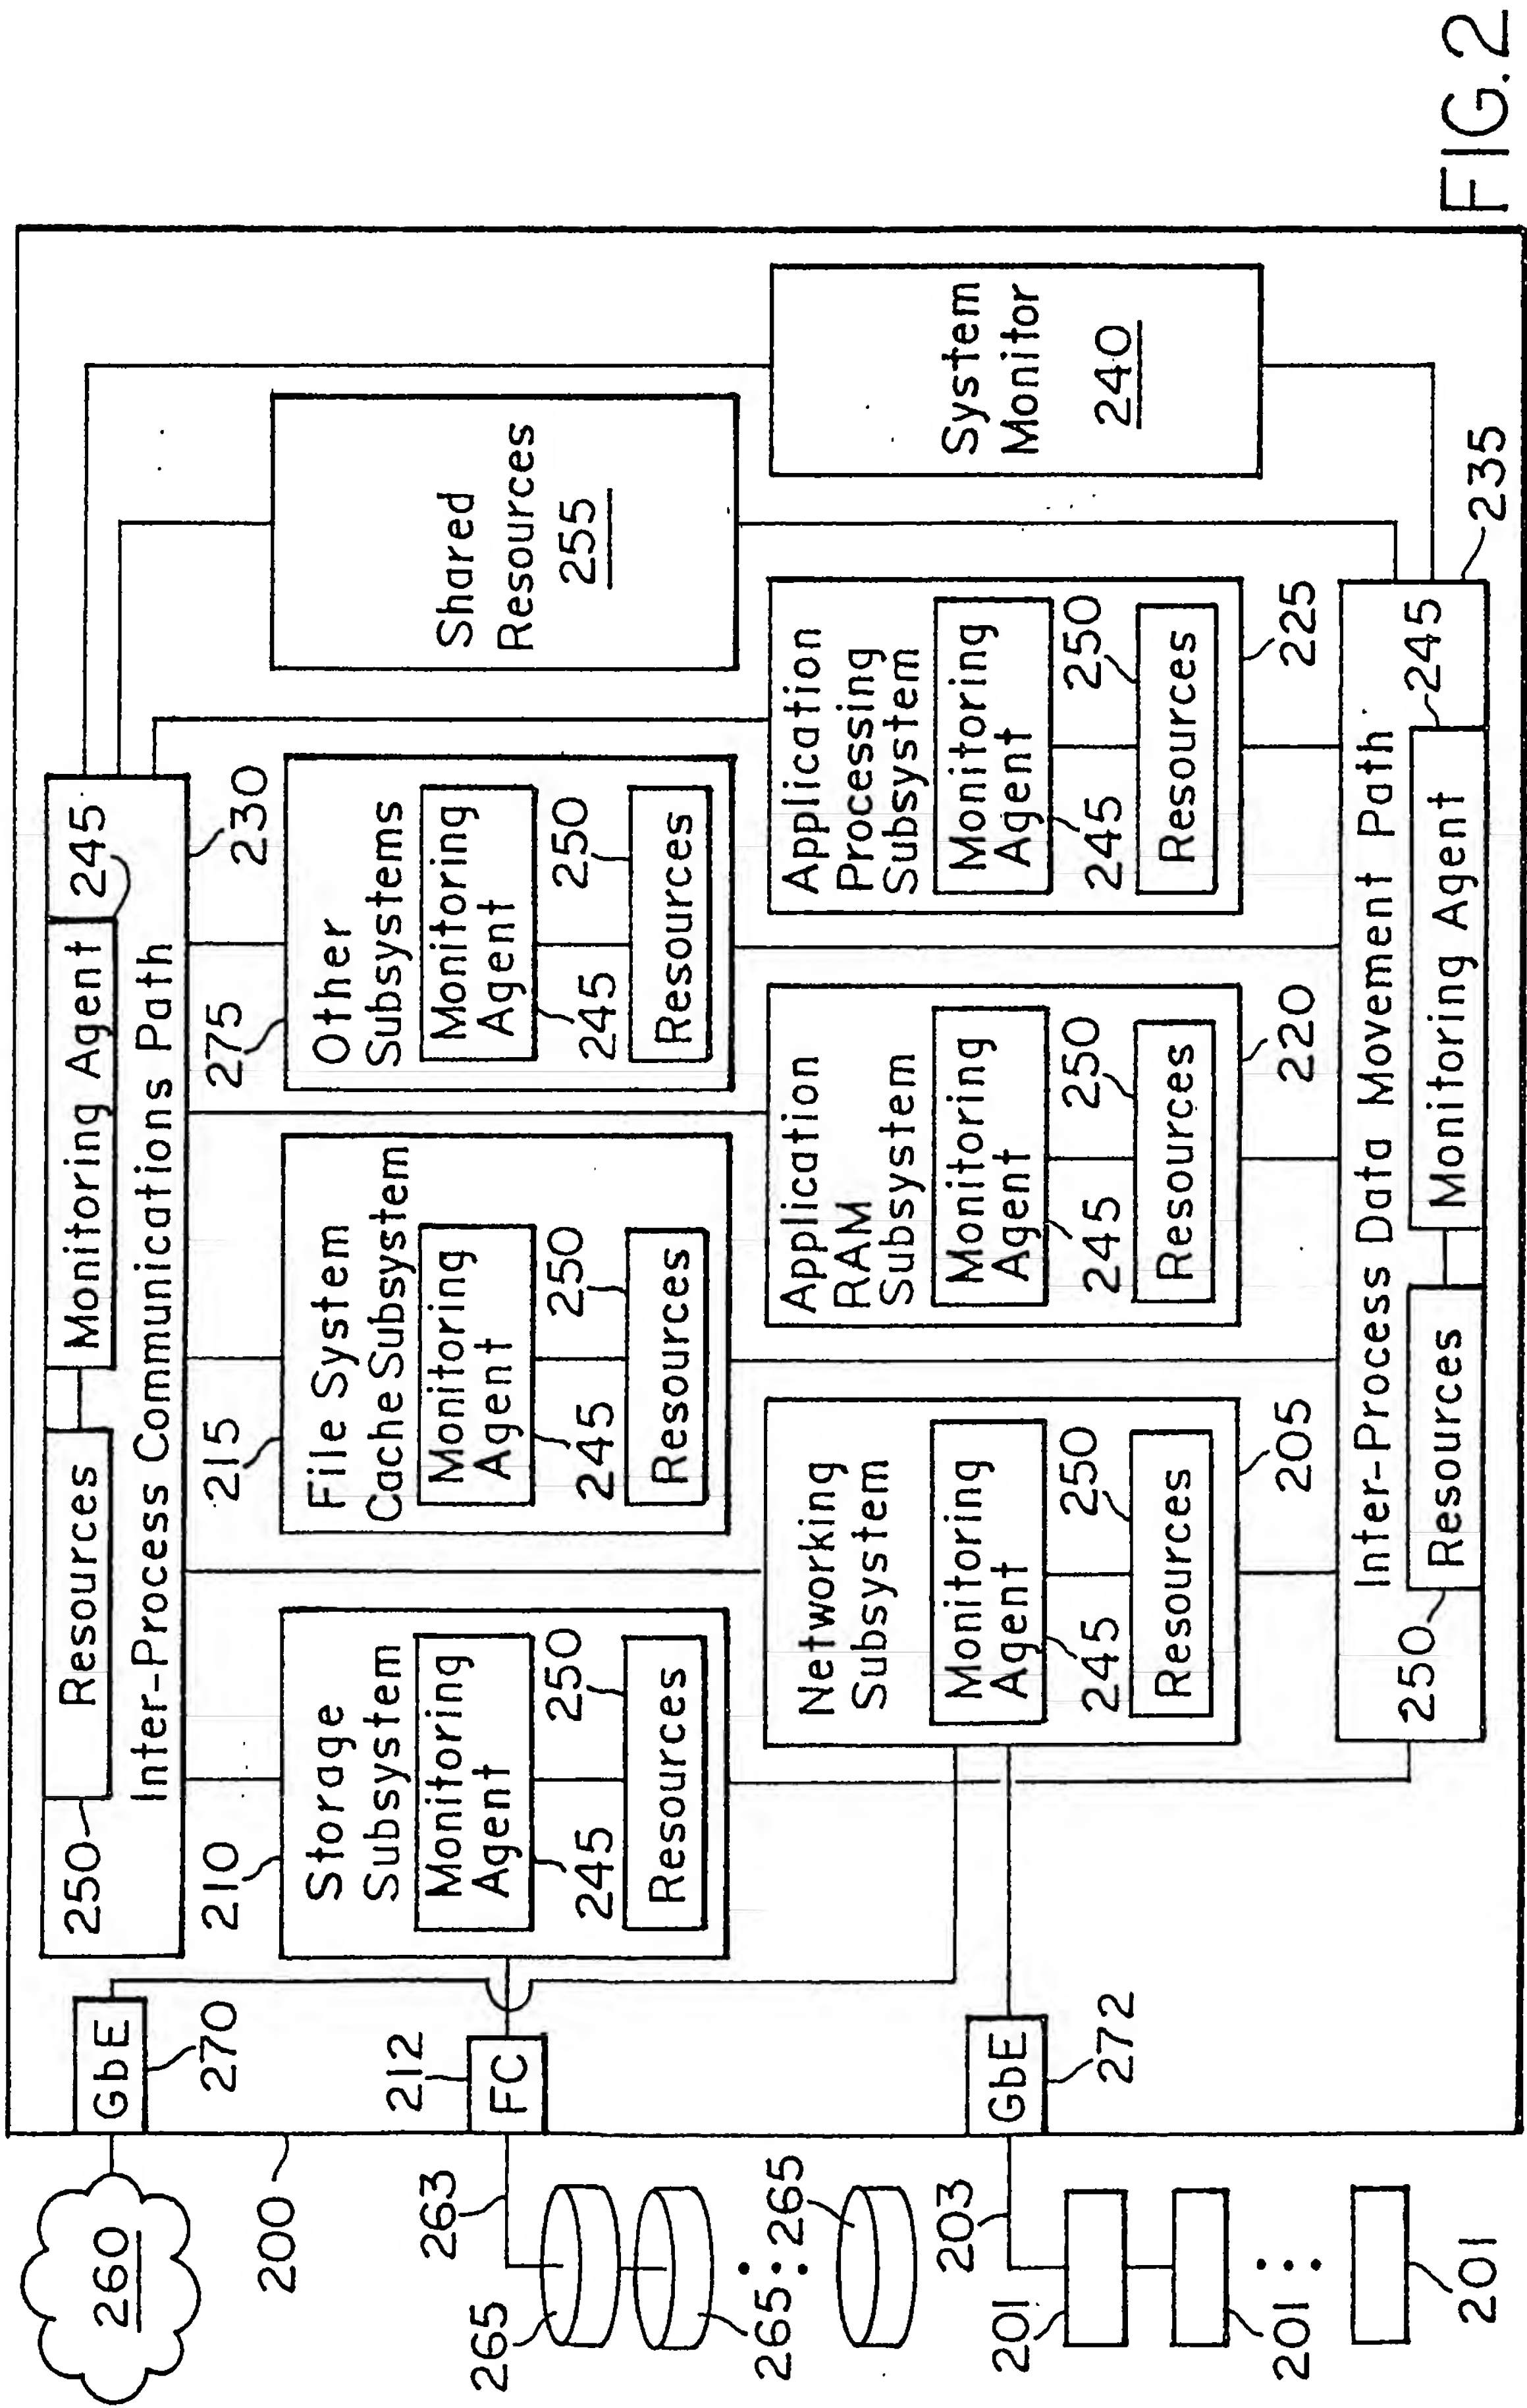 260
GbE
270
200
250
Resources
Monitoring Agent
245
Inter-Process Communications Path
230
210
Storage
Subsystem
Monitoring
Agent
245
250
Resources
215
File System
Cache Subsystem
Monitoring
Agent
245
250
Resources
275
Other
Subsystems
Monitoring
Agent
245
250
Resources
Shared
Resources
255
212
FC
263
265
265
265
Networking
Subsystem
Monitoring
Agent
245
250
Resources
205
Application
RAM
Subsystem
Monitoring
Agent
245
250
Resources
220
Application
Processing
Subsystem
Monitoring
Agent
245
250
Resources
225
System
Monitor
240
GbE
272
203
201
201
201
Inter-Process Data Movement Path
235
250
Resources
Monitoring Agent
245
FIG.2